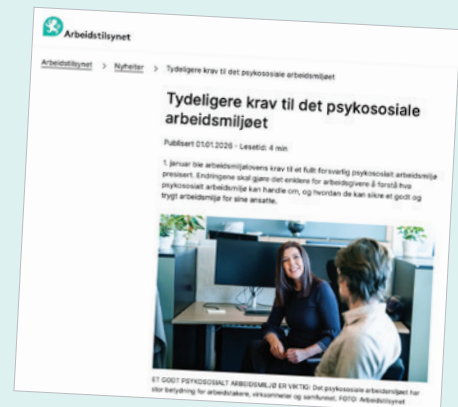 Arbeidstilsynet
Arbeidstilsynet > Nyheter > Tydeligere krav til det psykososiale arbeidsmiljøet
Tydeligere krav til det psykososiale
arbeidsmiljøet
Publisert 01.01.2026 - Lesetid: 4 min
1. januar ble arbeidsmiljølovens krav til et fullt forsvarlig psykososialt arbeidsmiljø
presisert. Endringene skal gjøre det enklere for arbeidsgivere å forstå hva
psykososialt arbeidsmiljø kan handle om, og hvordan de kan sikre et godt og
trygt arbeidsmiljø for sine ansatte.
ET GODT PSYKOSOSIALT ARBEIDSMILJØ ER VIKTIG: Det psykososiale arbeidsmiljøet har
stor betydning for arbeidstakere, virksomheter og samfunnet. FOTO: Arbeidstilsynet